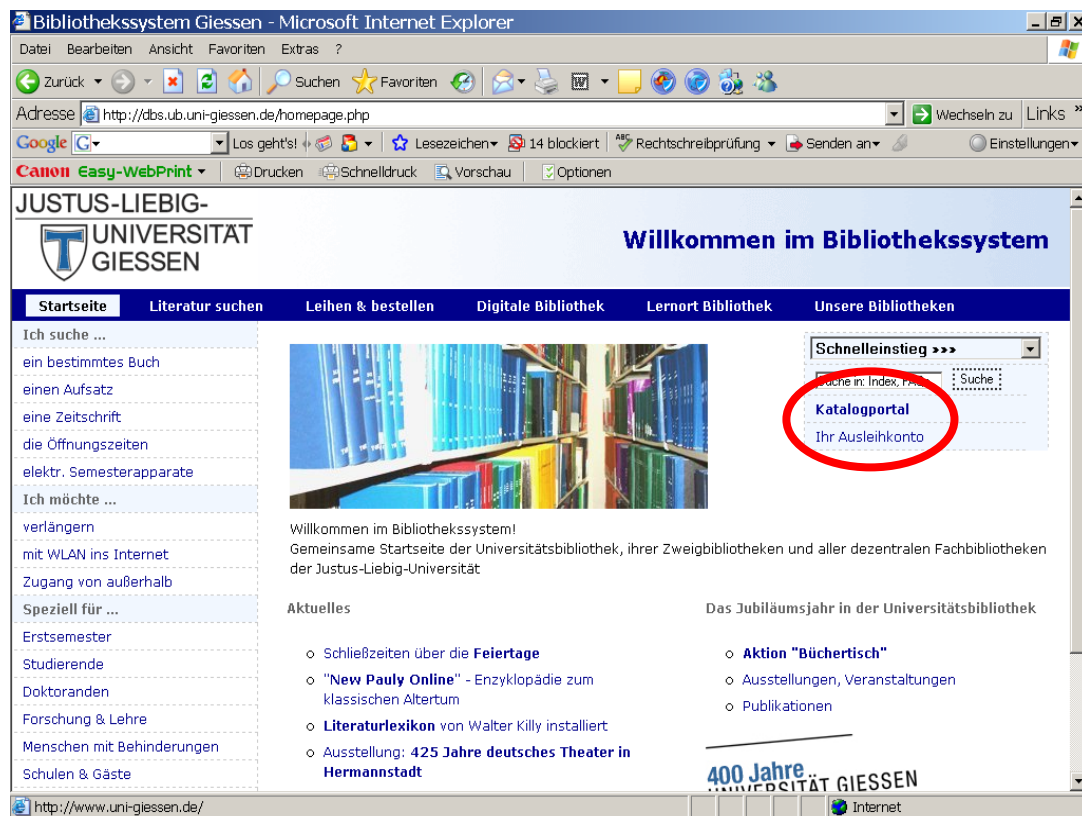 Bibliothekssystem Giessen - Microsoft Internet Explorer
Datei Bearbeiten Ansicht Favoriten Extras ?
Zurück Suchen Favoriten
Adresse http://dbs.ub.uni-giessen.de/homepage.php Wechseln zu Links »
Google G Los geht's! Lesezeichen 14 blockiert Rechtschreibprüfung Senden an Einstellungen
Canon Easy-WebPrint Drucken Schnelldruck Vorschau Optionen
JUSTUS-LIEBIG-
UNIVERSITÄT
GIESSEN
Willkommen im Bibliothekssystem
Startseite Literatur suchen Leihen & bestellen Digitale Bibliothek Lernort Bibliothek Unsere Bibliotheken
Ich suche ...
ein bestimmtes Buch
einen Aufsatz
eine Zeitschrift
die Öffnungszeiten
elektr. Semesterapparate
Ich möchte ...
verlängern
mit WLAN ins Internet
Zugang von außerhalb
Speziell für ...
Erstsemester
Studierende
Doktoranden
Forschung & Lehre
Menschen mit Behinderungen
Schulen & Gäste
Schnelleinstieg >>>
Suche in: Index, FAQ Suche
Katalogportal
Ihr Ausleihkonto
Willkommen im Bibliothekssystem!
Gemeinsame Startseite der Universitätsbibliothek, ihrer Zweigbibliotheken und aller dezentralen Fachbibliotheken
der Justus-Liebig-Universität
Aktuelles
Schließzeiten über die Feiertage
"New Pauly Online" - Enzyklopädie zum
klassischen Altertum
Literaturlexikon von Walter Killy installiert
Ausstellung: 425 Jahre deutsches Theater in
Hermannstadt
Das Jubiläumsjahr in der Universitätsbibliothek
Aktion "Büchertisch"
Ausstellungen, Veranstaltungen
Publikationen
400 Jahre
UNIVERSITÄT GIESSEN
http://www.uni-giessen.de/ Internet